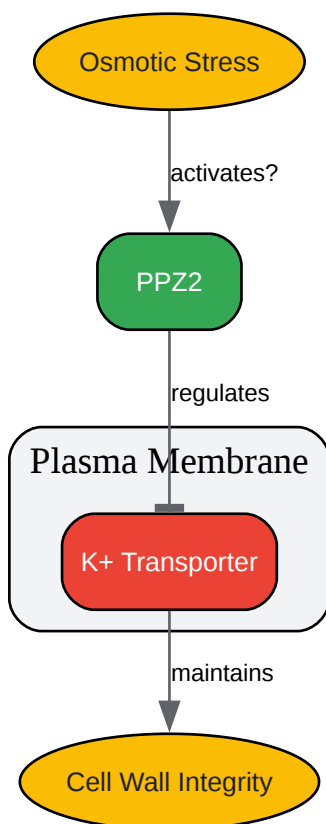 Osmotic Stress
activates?
PPZ2
regulates
Plasma Membrane
K+ Transporter
maintains
Cell Wall Integrity